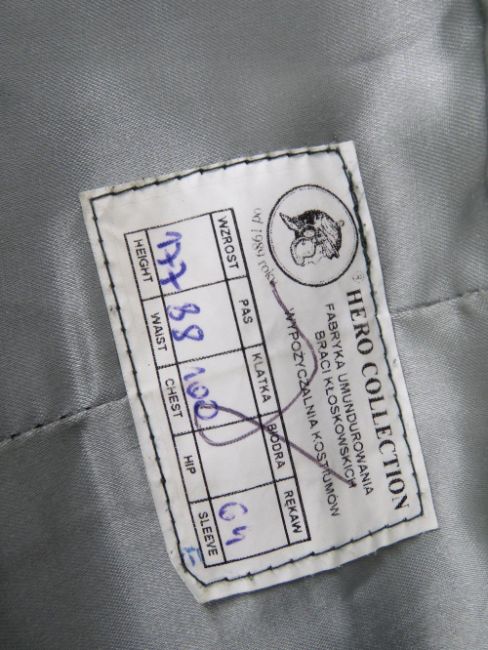 HERO COLLECTION
FABRYKA UMUNDUROWANIA
BRACI KŁOSKOWSKICH
WYPOŻYCZALNIA KOSTIUMÓW
od 1989 roku
WZROST PAS KLATKA BIODRA RĘKAW
177 88 100 64
HEIGHT WAIST CHEST HIP SLEEVE